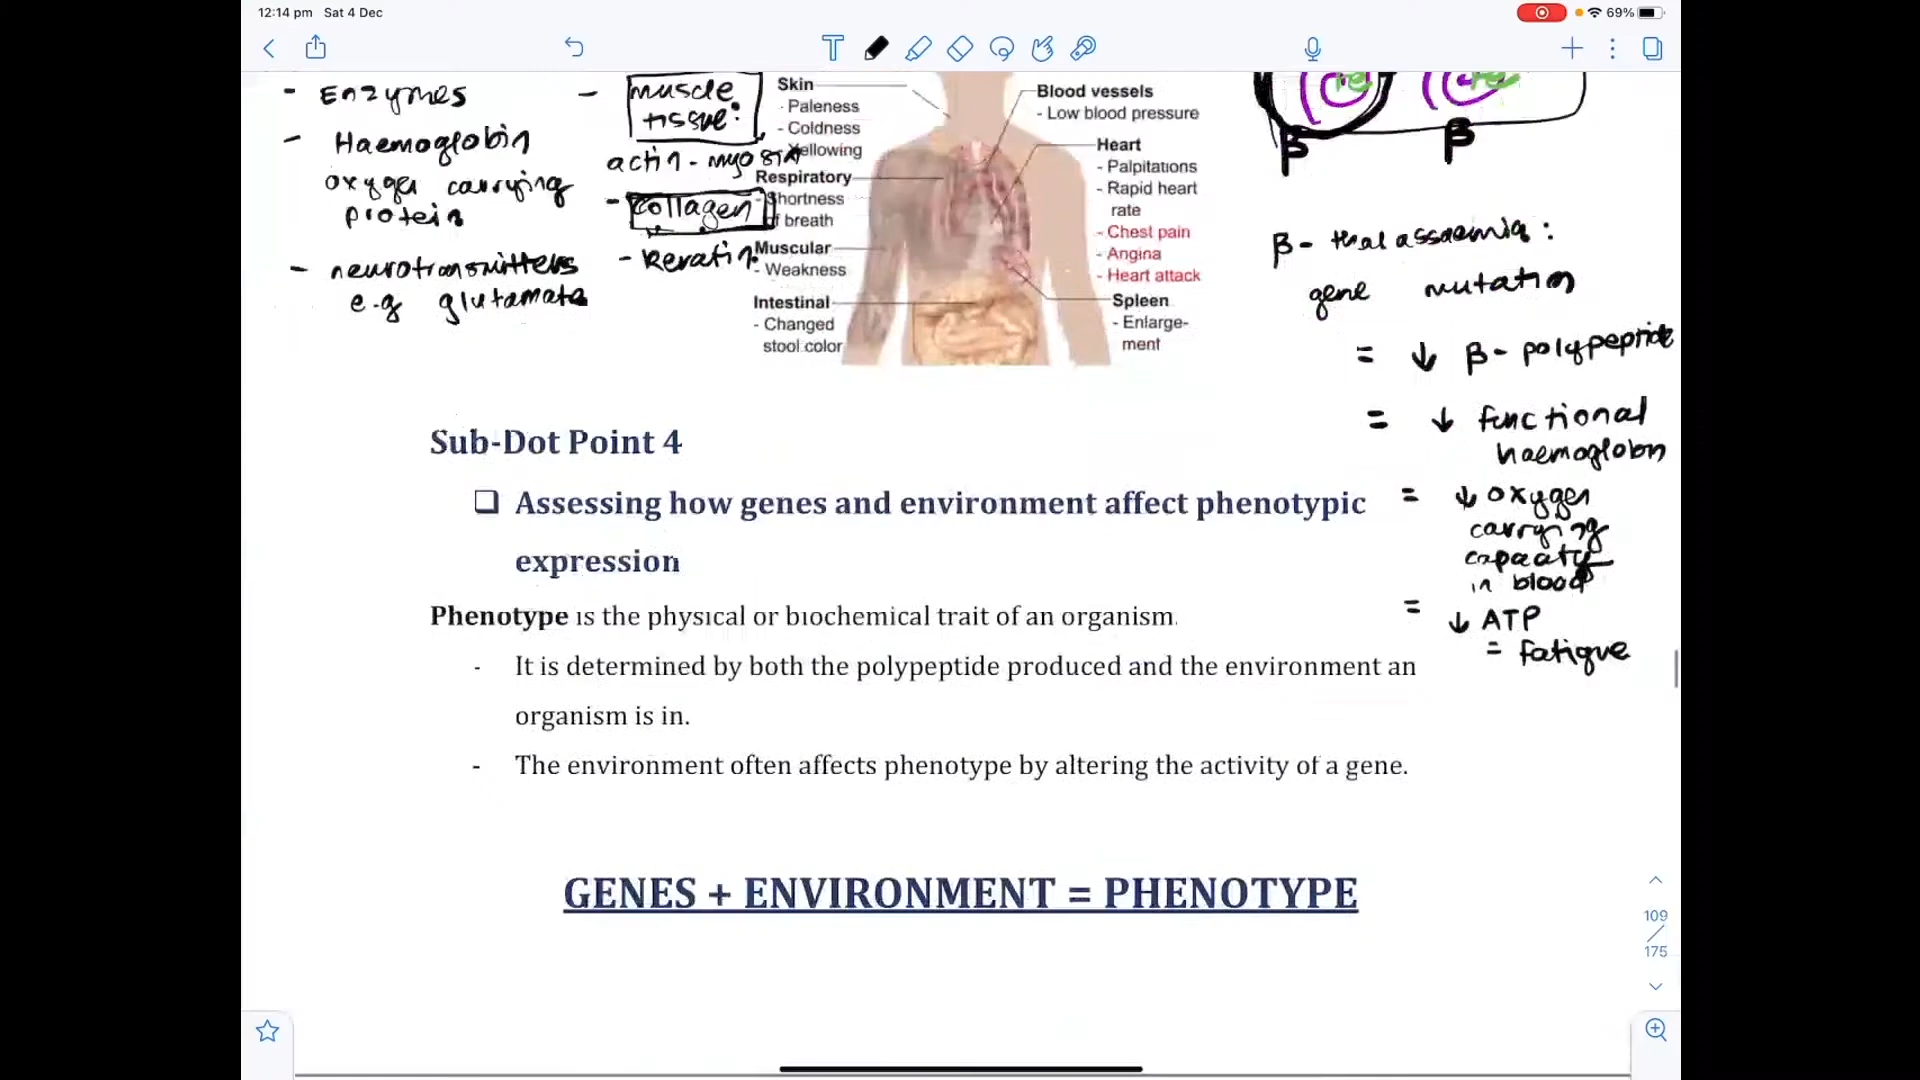 12:14 pm Sat 4 Dec
69%
- Enzymes
- Haemoglobin
oxygen carrying
protein
- neurotransmitters
e.g glutamate
- muscle
tissue:
actin - myosin
- collagen
- keratin
Skin
- Paleness
- Coldness
Yellowing
Respiratory
Shortness
of breath
Muscular
- Weakness
Intestinal
- Changed
stool color
Blood vessels
- Low blood pressure
Heart
- Palpitations
- Rapid heart
rate
- Chest pain
- Angina
- Heart attack
Spleen
- Enlarge-
ment
Fe Fe
β β
β- thalassaemia:
gene mutation
= ↓ β- polypeptide
= ↓ functional
haemoglobn
= ↓ oxygen
carrying
capacity
in blood
= ↓ ATP
= fatigue
Sub-Dot Point 4
❑ Assessing how genes and environment affect phenotypic
expression
Phenotype is the physical or biochemical trait of an organism.
- It is determined by both the polypeptide produced and the environment an
organism is in.
- The environment often affects phenotype by altering the activity of a gene.
GENES + ENVIRONMENT = PHENOTYPE
109
/
175